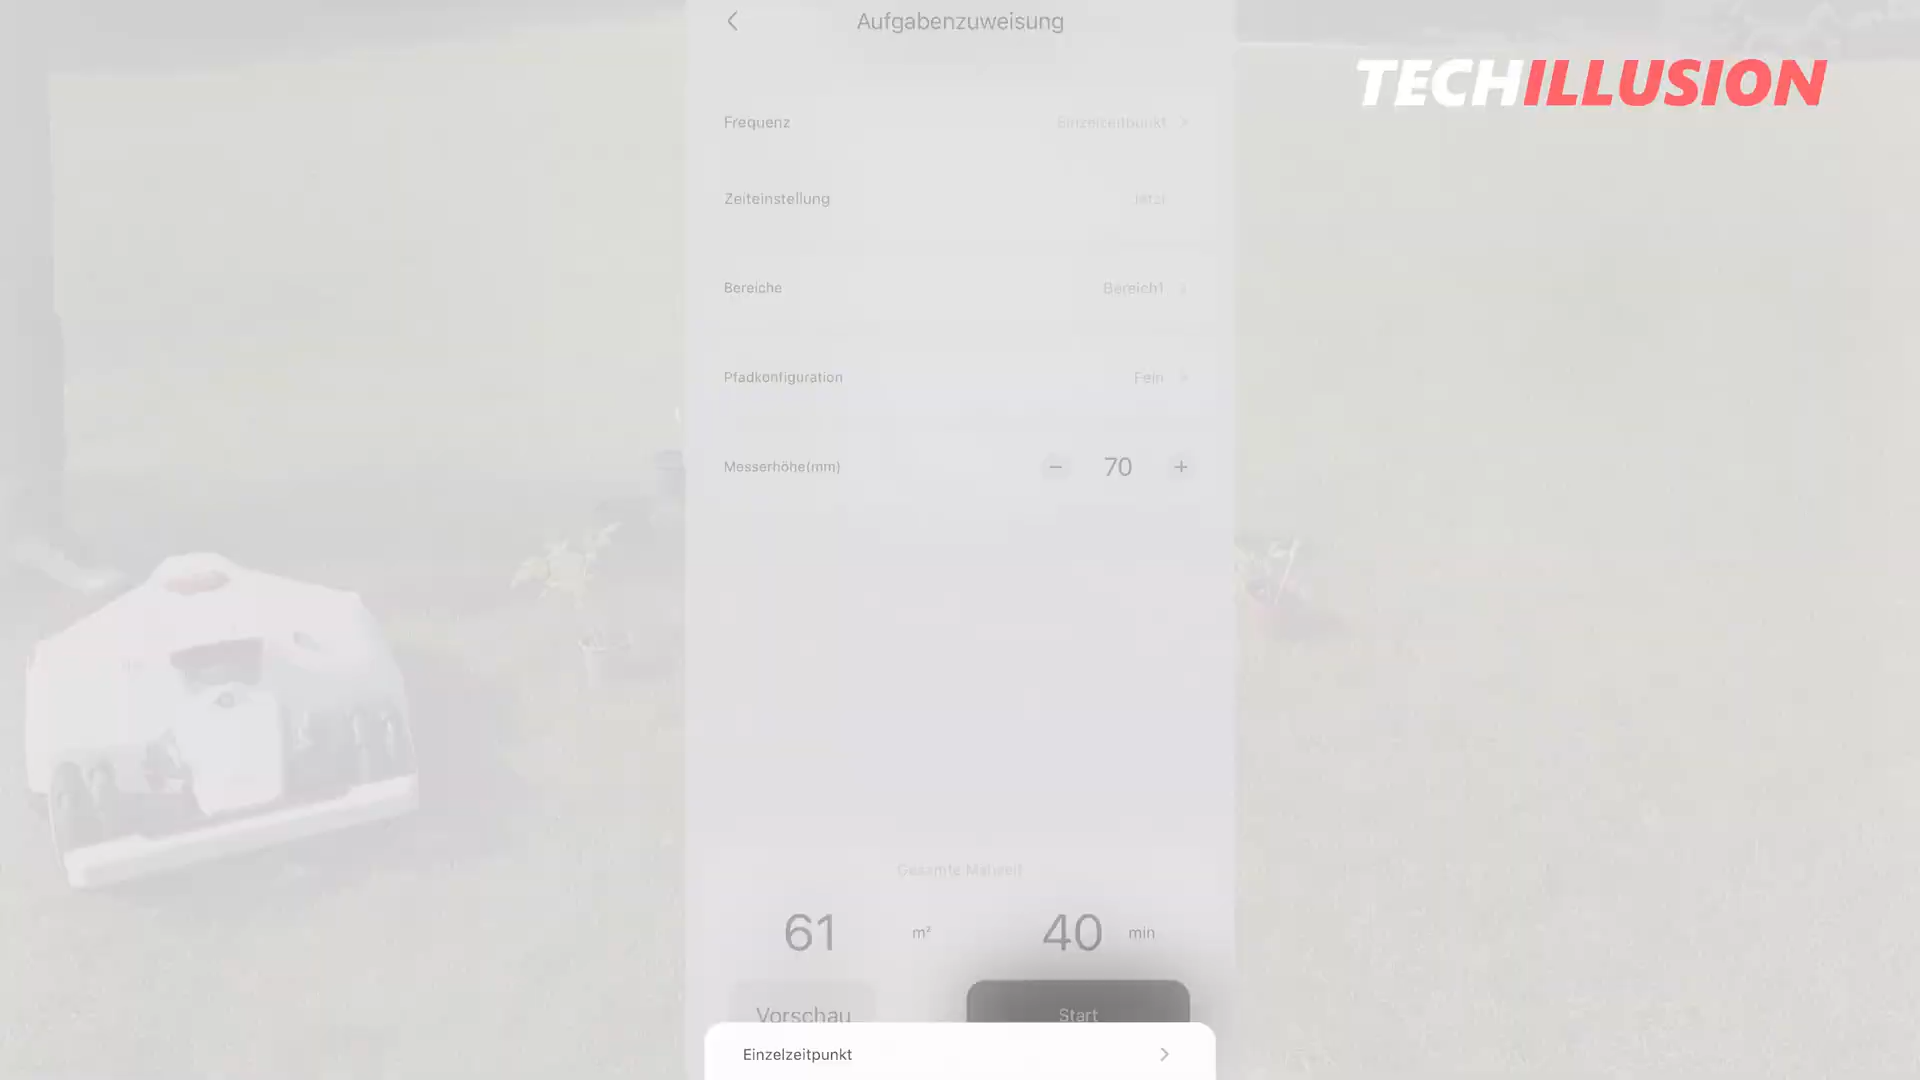 Aufgabenzuweisung
TECHILLUSION
Frequenz Einzelzeitpunkt
Zeiteinstellung Jetzt
Bereiche Bereich1
Pfadkonfiguration Fein
Messerhöhe(mm) − 70 +
Gesamte Mähzeit
61 m² 40 min
Vorschau Start
Einzelzeitpunkt